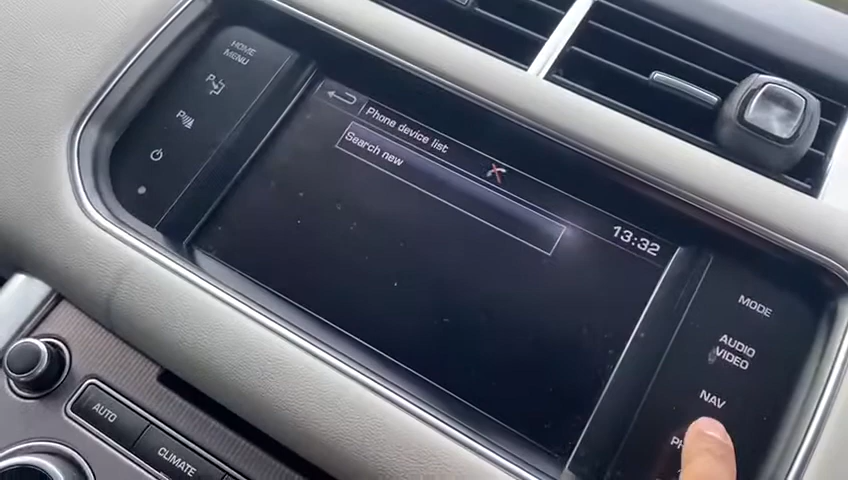 HOME
MENU
P
P
Phone device list
Search new
13:32
MODE
AUDIO
VIDEO
NAV
AUTO
CLIMATE